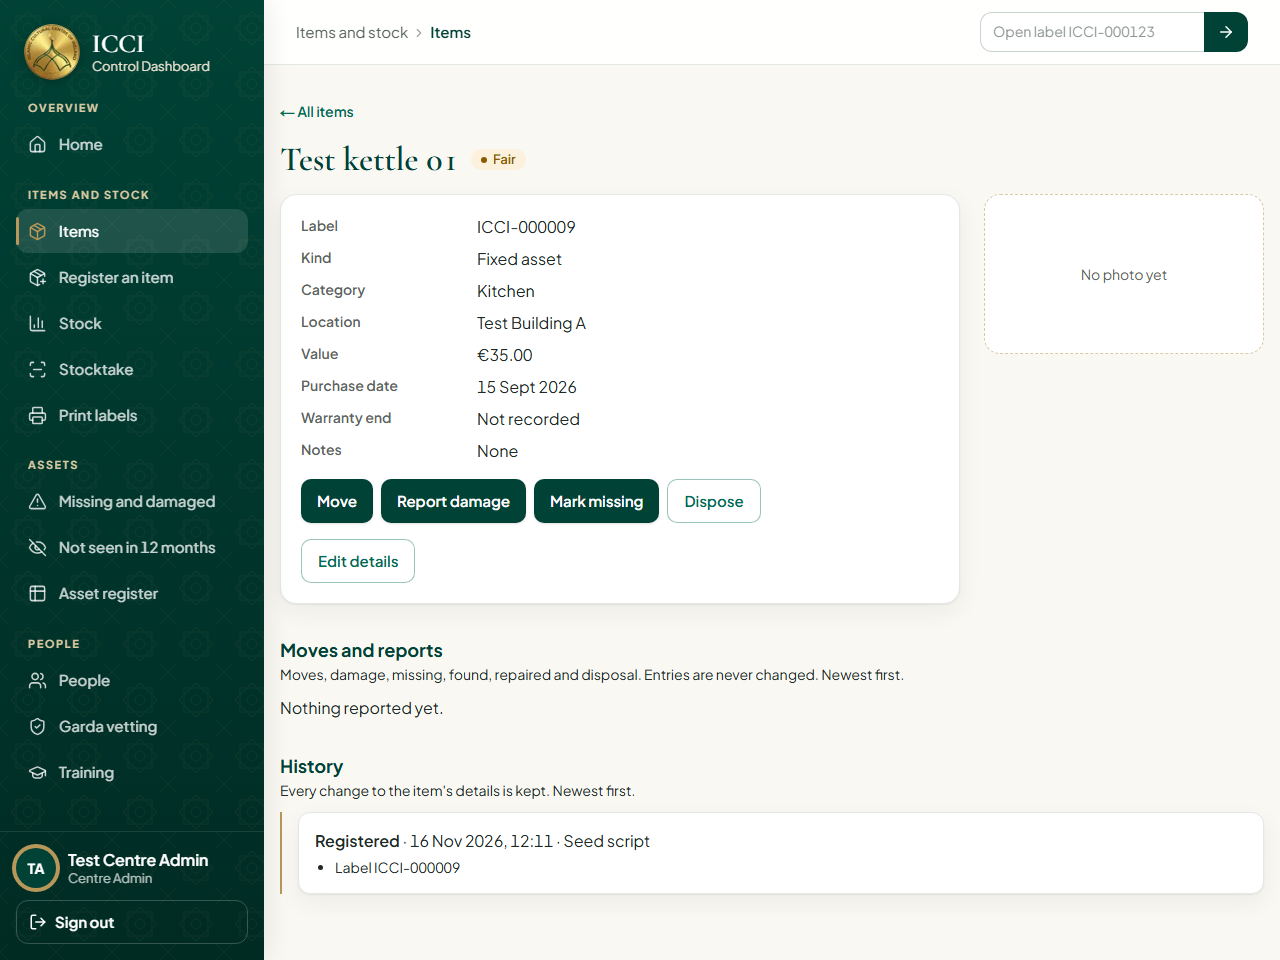 ICCI
Control Dashboard
OVERVIEW
Home
ITEMS AND STOCK
Items
Register an item
Stock
Stocktake
Print labels
ASSETS
Missing and damaged
Not seen in 12 months
Asset register
PEOPLE
People
Garda vetting
Training
TA
Test Centre Admin
Centre Admin
Sign out
Items and stock › Items
Open label ICCI-000123
← All items
Test kettle 01
Fair
Label ICCI-000009
Kind Fixed asset
Category Kitchen
Location Test Building A
Value €35.00
Purchase date 15 Sept 2026
Warranty end Not recorded
Notes None
Move Report damage Mark missing Dispose
Edit details
No photo yet
Moves and reports
Moves, damage, missing, found, repaired and disposal. Entries are never changed. Newest first.
Nothing reported yet.
History
Every change to the item's details is kept. Newest first.
Registered · 16 Nov 2026, 12:11 · Seed script
• Label ICCI-000009